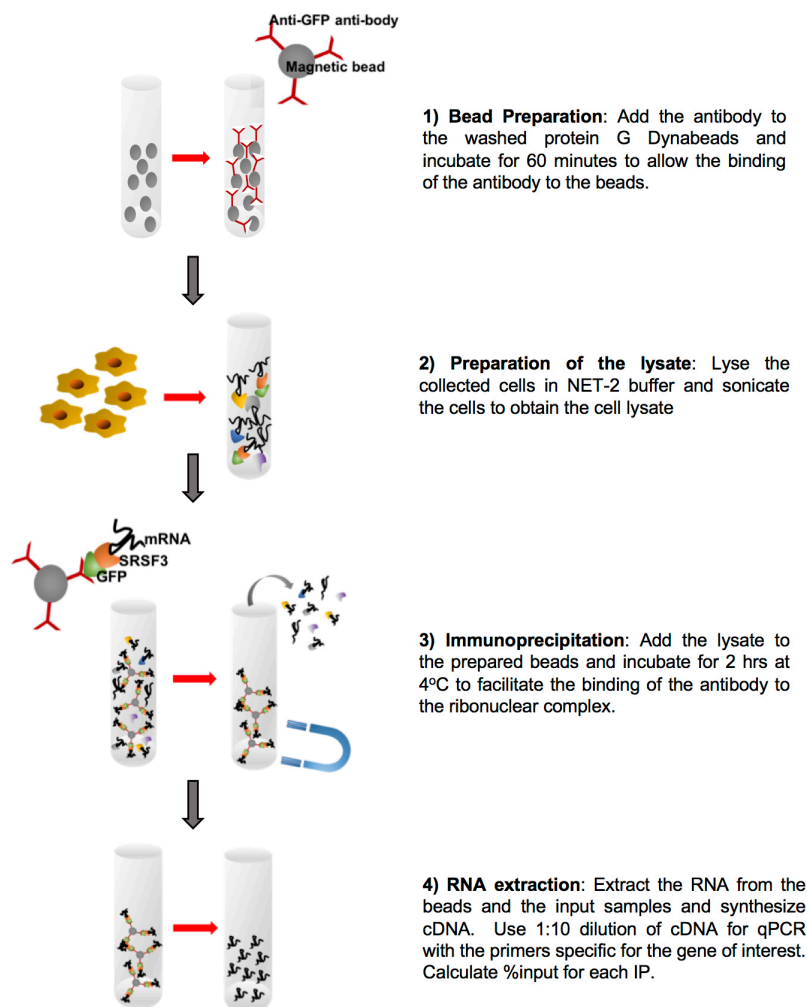 Anti-GFP anti-body
Magnetic bead
1) Bead Preparation: Add the antibody to
the washed protein G Dynabeads and
incubate for 60 minutes to allow the binding
of the antibody to the beads.
2) Preparation of the lysate: Lyse the
collected cells in NET-2 buffer and sonicate
the cells to obtain the cell lysate
mRNA
SRSF3
GFP
3) Immunoprecipitation: Add the lysate to
the prepared beads and incubate for 2 hrs at
4ºC to facilitate the binding of the antibody to
the ribonuclear complex.
4) RNA extraction: Extract the RNA from the
beads and the input samples and synthesize
cDNA. Use 1:10 dilution of cDNA for qPCR
with the primers specific for the gene of interest.
Calculate %input for each IP.